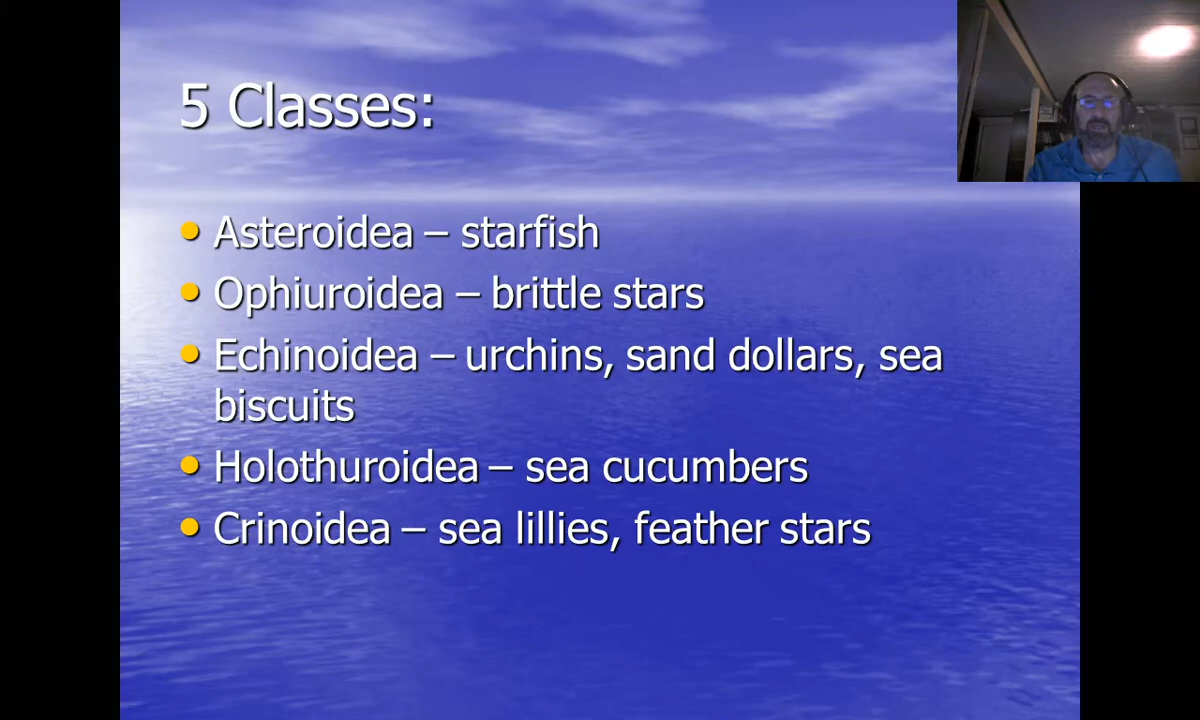 5 Classes:
• Asteroidea – starfish
• Ophiuroidea – brittle stars
• Echinoidea – urchins, sand dollars, sea
biscuits
• Holothuroidea – sea cucumbers
• Crinoidea – sea lillies, feather stars